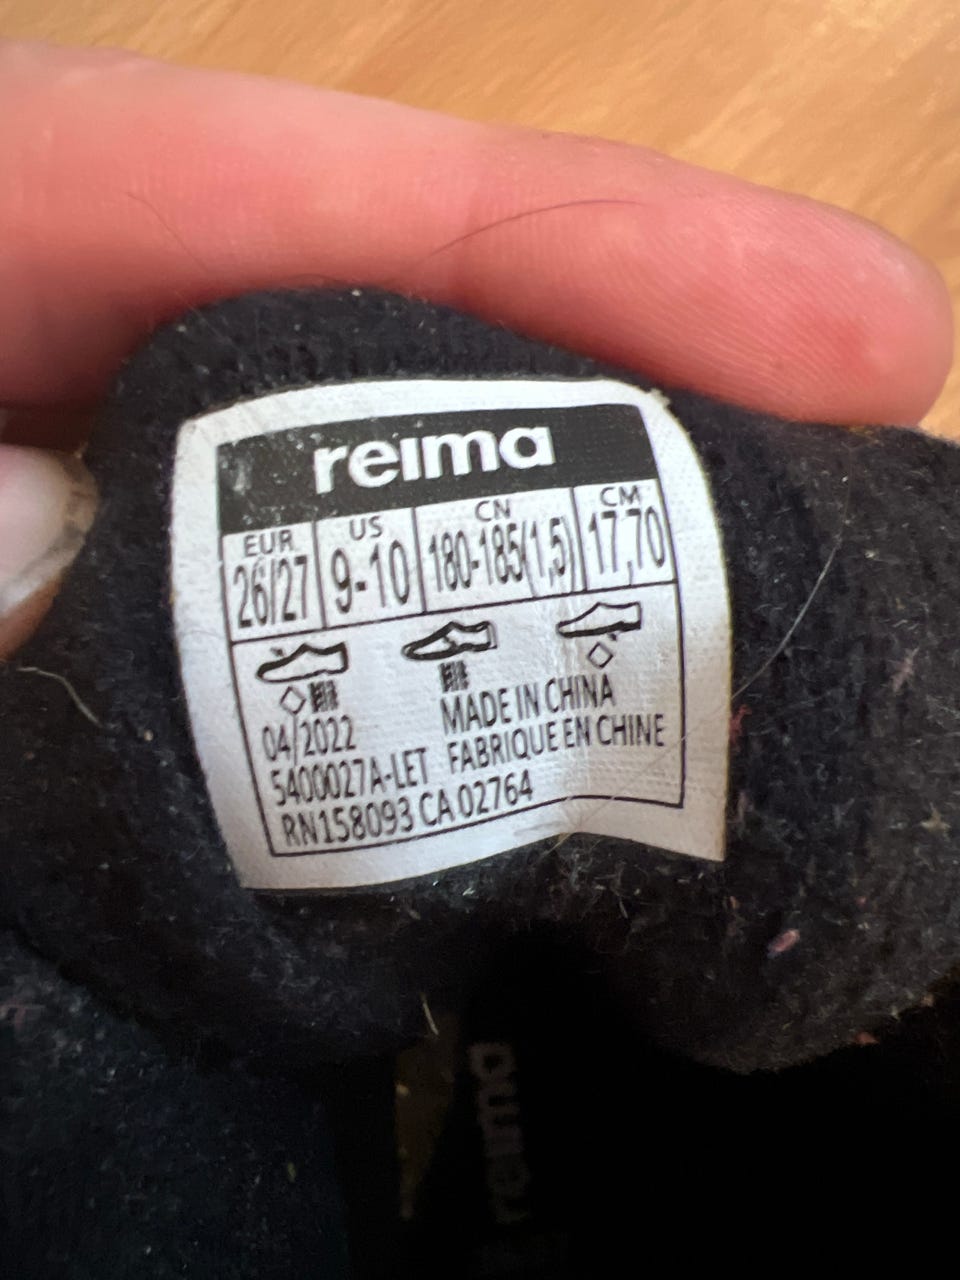 reima
EUR US CN CM
26/27 9-10 180-185(1,5) 17,70
04/2022 MADE IN CHINA
5400027A-LET FABRIQUE EN CHINE
RN158093 CA 02764
reima